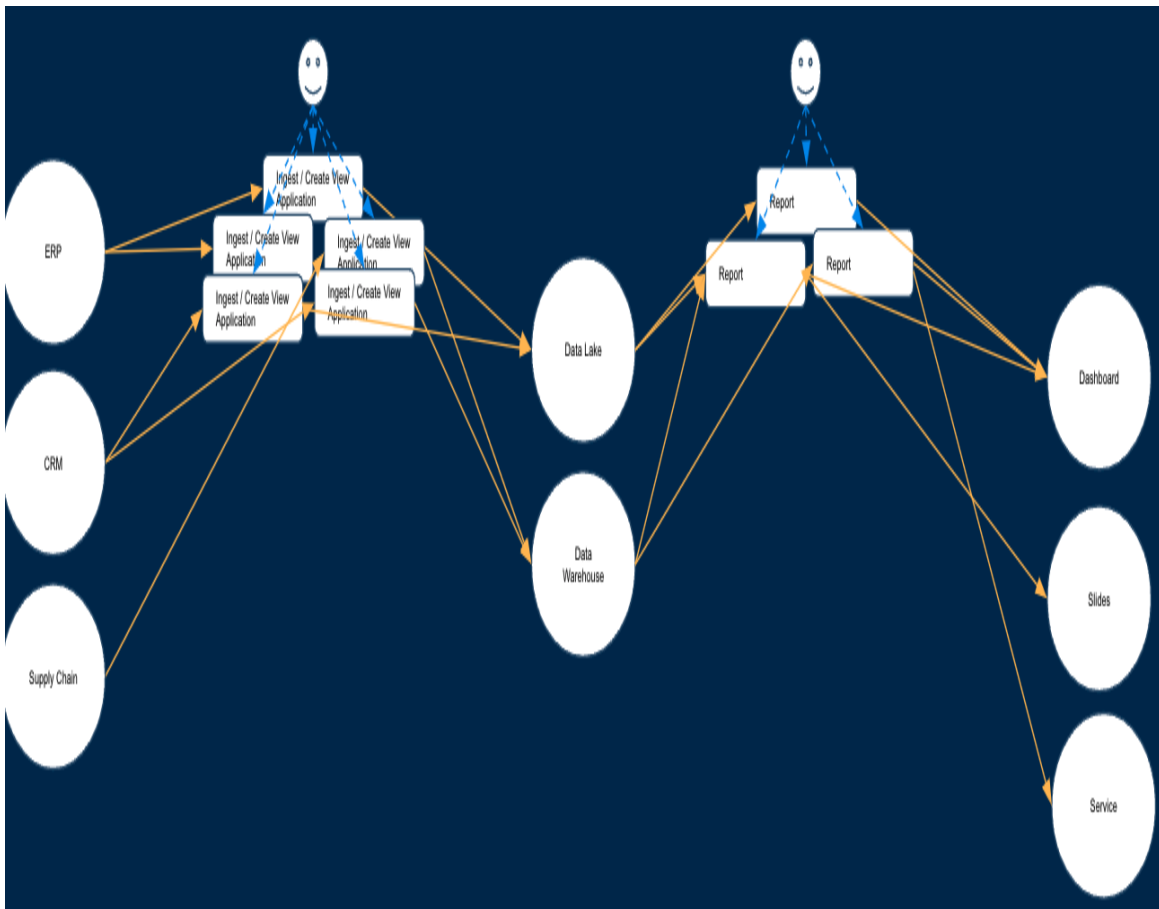 Ingest / Create View
Application
ERP
Ingest / Create View
Application
Ingest / Create View
Application
Ingest / Create View
Application
Ingest / Create View
Application
CRM
Supply Chain
Data Lake
Data
Warehouse
Report
Report
Report
Dashboard
Slides
Service